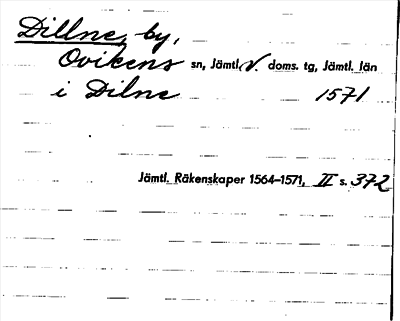 Dillne, by,
Ovikens sn, Jämtl. V. doms. tg, Jämtl. län
i Dilne 1571
Jämtl. Räkenskaper 1564–1571, II s. 372